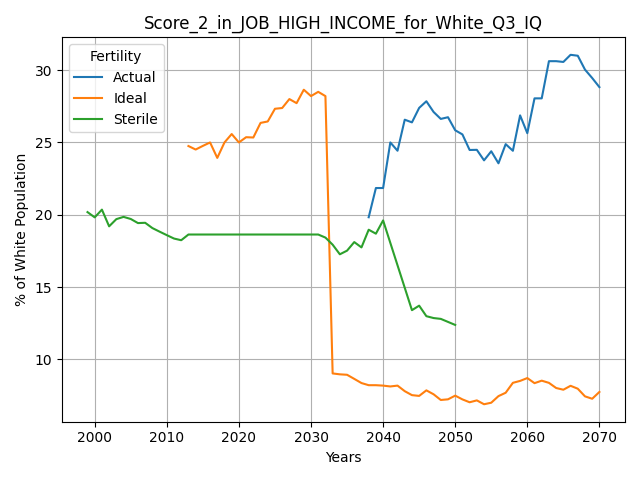 Score_2_in_JOB_HIGH_INCOME_for_White_Q3_IQ
Fertility
Actual
Ideal
Sterile
% of White Population
30
25
20
15
10
2000 2010 2020 2030 2040 2050 2060 2070
Years